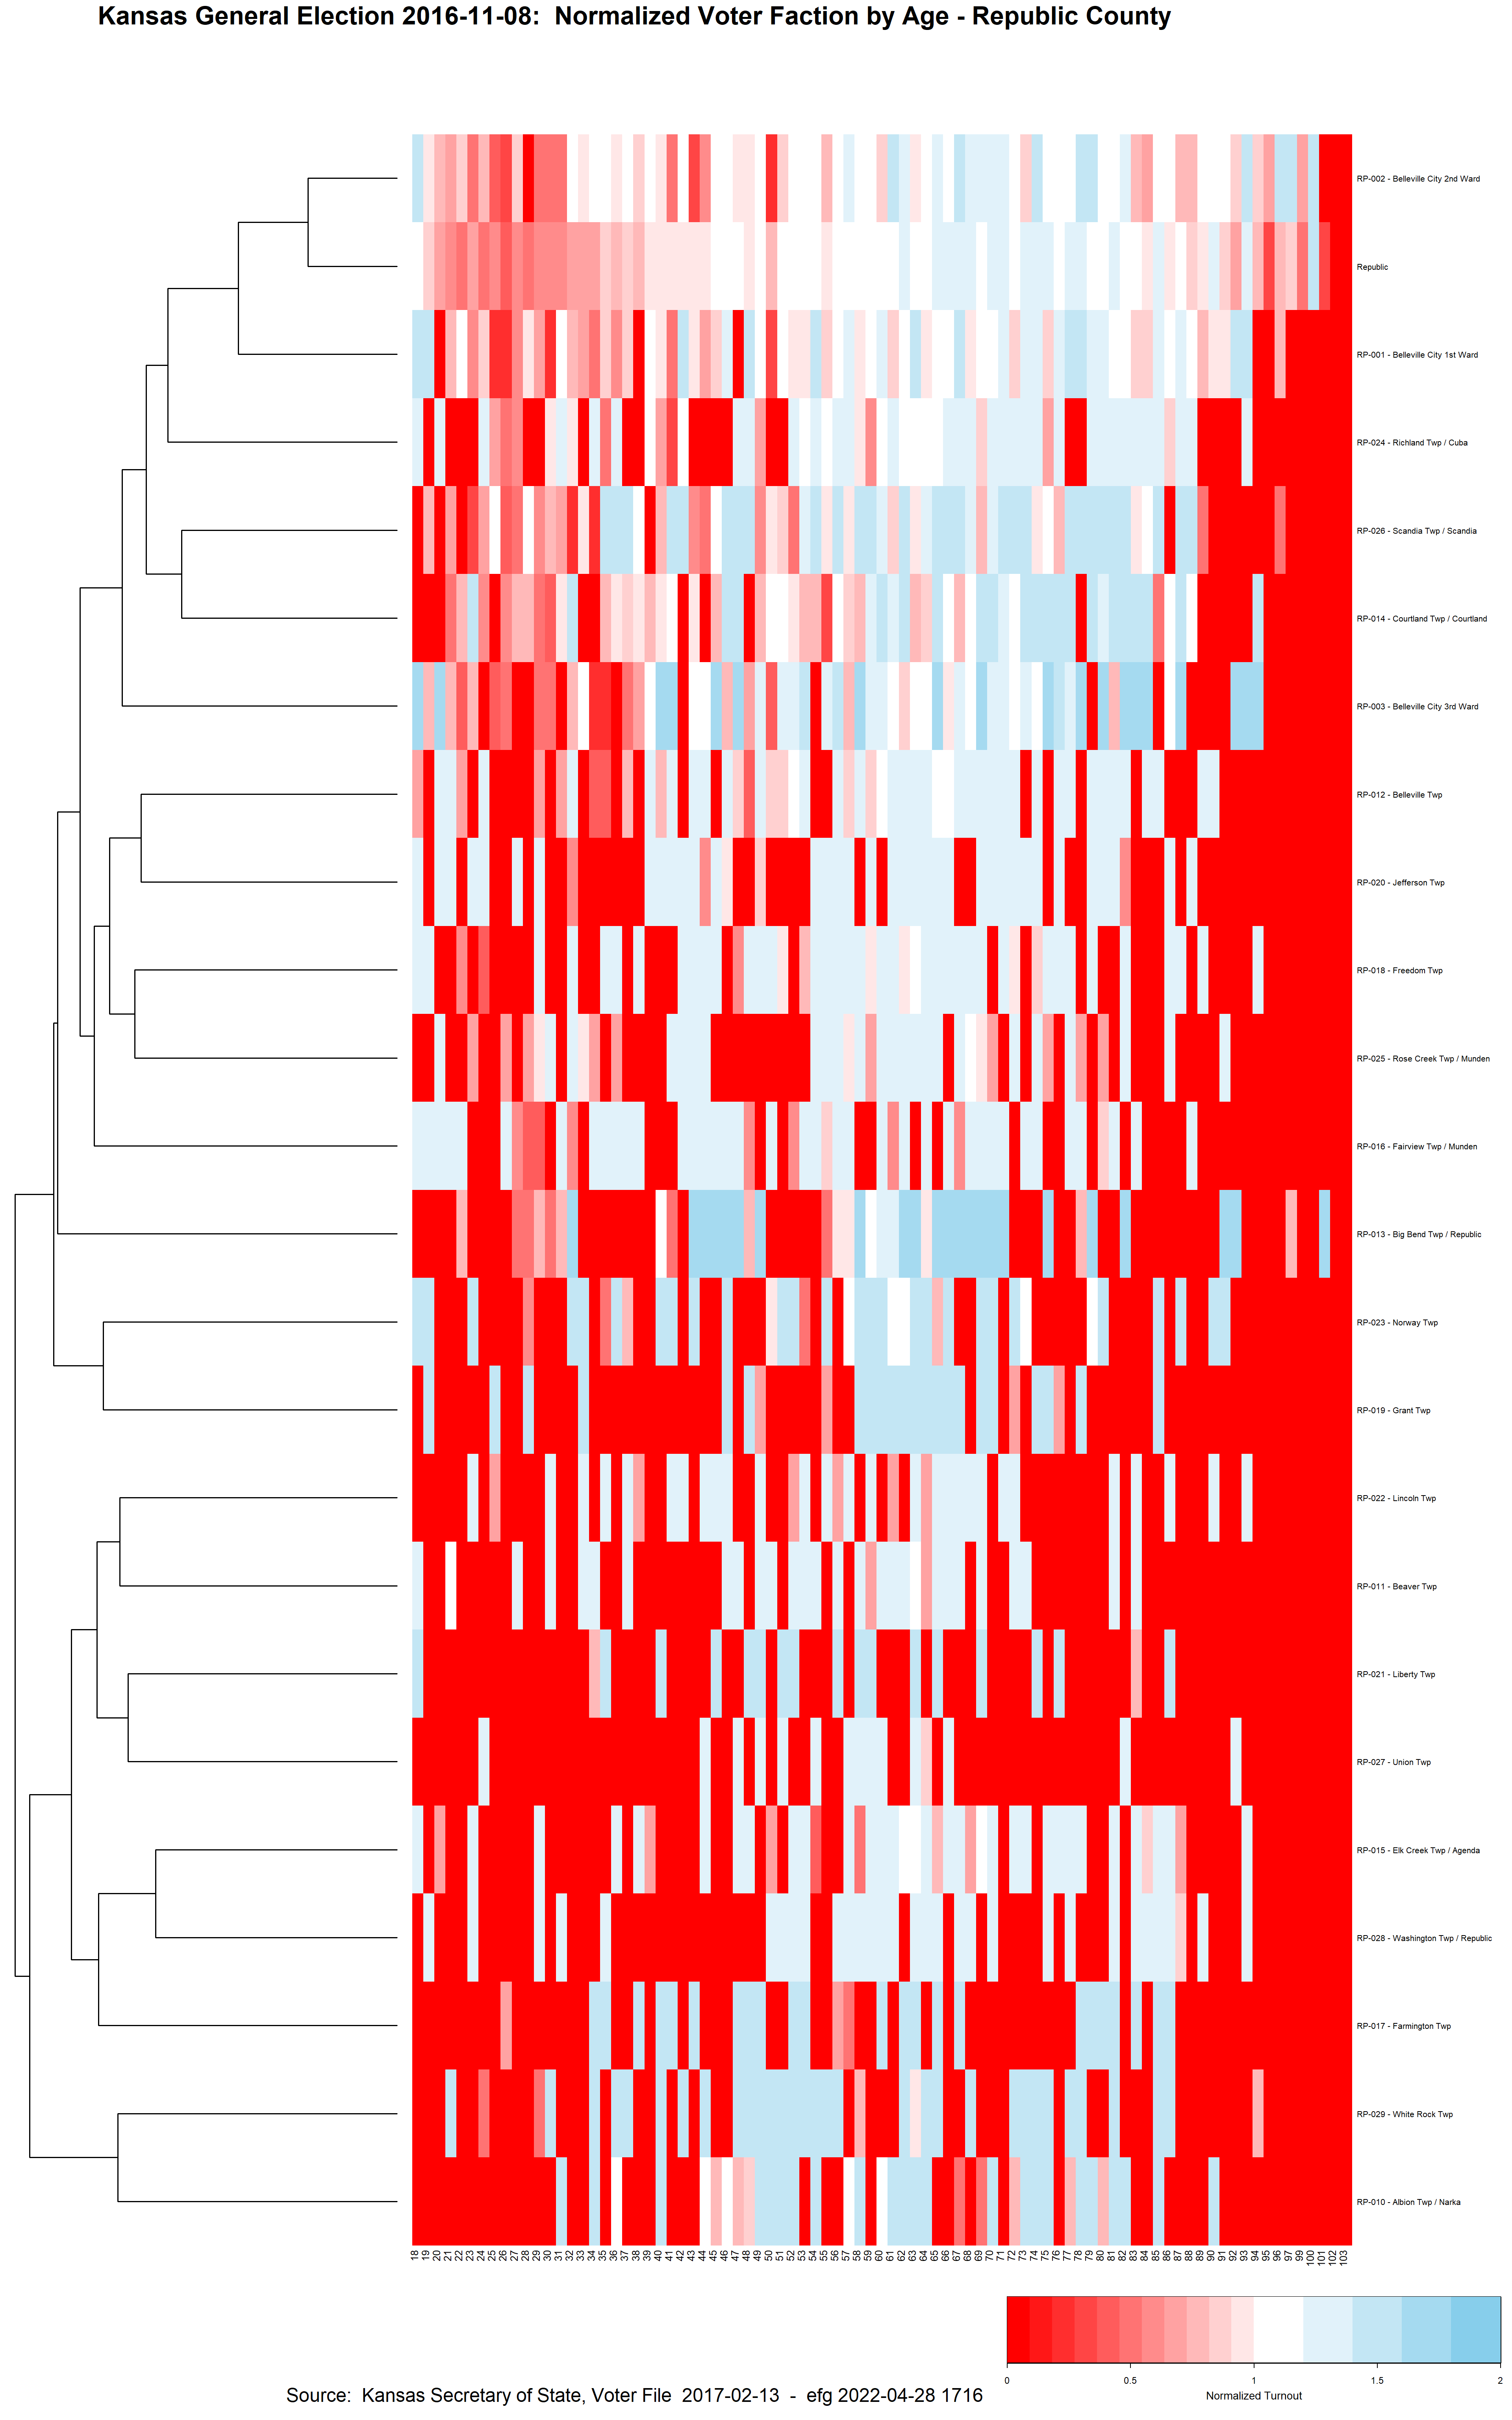 Kansas General Election 2016-11-08:  Normalized Voter Faction by Age - Republic County
RP-002 - Belleville City 2nd Ward
Republic
RP-001 - Belleville City 1st Ward
RP-024 - Richland Twp / Cuba
RP-026 - Scandia Twp / Scandia
RP-014 - Courtland Twp / Courtland
RP-003 - Belleville City 3rd Ward
RP-012 - Belleville Twp
RP-020 - Jefferson Twp
RP-018 - Freedom Twp
RP-025 - Rose Creek Twp / Munden
RP-016 - Fairview Twp / Munden
RP-013 - Big Bend Twp / Republic
RP-023 - Norway Twp
RP-019 - Grant Twp
RP-022 - Lincoln Twp
RP-011 - Beaver Twp
RP-021 - Liberty Twp
RP-027 - Union Twp
RP-015 - Elk Creek Twp / Agenda
RP-028 - Washington Twp / Republic
RP-017 - Farmington Twp
RP-029 - White Rock Twp
RP-010 - Albion Twp / Narka
18 19 20 21 22 23 24 25 26 27 28 29 30 31 32 33 34 35 36 37 38 39 40 41 42 43 44 45 46 47 48 49 50 51 52 53 54 55 56 57 58 59 60 61 62 63 64 65 66 67 68 69 70 71 72 73 74 75 76 77 78 79 80 81 82 83 84 85 86 87 88 89 90 91 92 93 94 95 96 97 99 100 101 102 103
0 0.5 1 1.5 2
Normalized Turnout
Source:  Kansas Secretary of State, Voter File  2017-02-13  -  efg 2022-04-28 1716